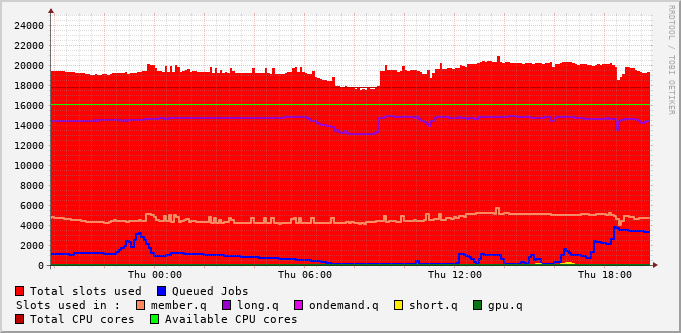 RRDTOOL / TOBI OETIKER
24000
22000
20000
18000
16000
14000
12000
10000
8000
6000
4000
2000
0
Thu 00:00 Thu 06:00 Thu 12:00 Thu 18:00
Total slots used Queued Jobs
Slots used in : member.q long.q ondemand.q short.q gpu.q
Total CPU cores Available CPU cores